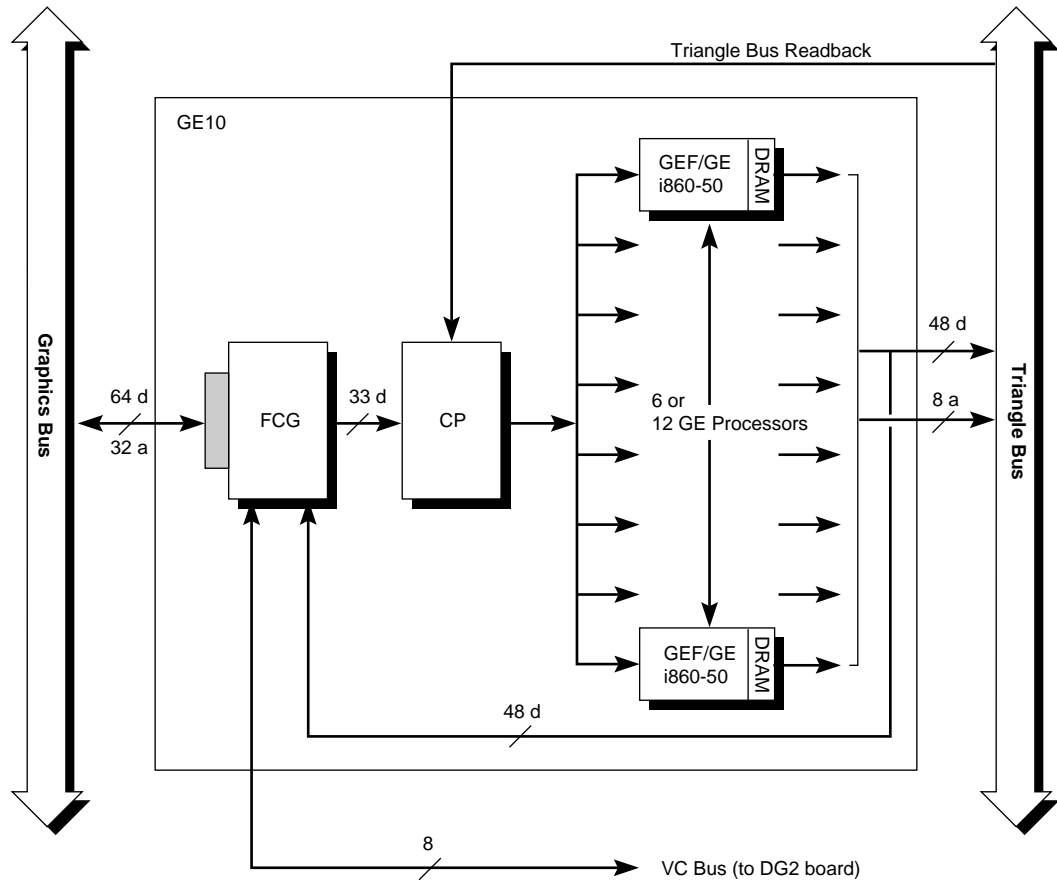 Triangle Bus Readback
GE10
GEF/GE
i860-50
DRAM
Graphics Bus
64 d
32 a
FCG
33 d
CP
6 or
12 GE Processors
48 d
8 a
Triangle Bus
GEF/GE
i860-50
DRAM
48 d
8
VC Bus (to DG2 board)